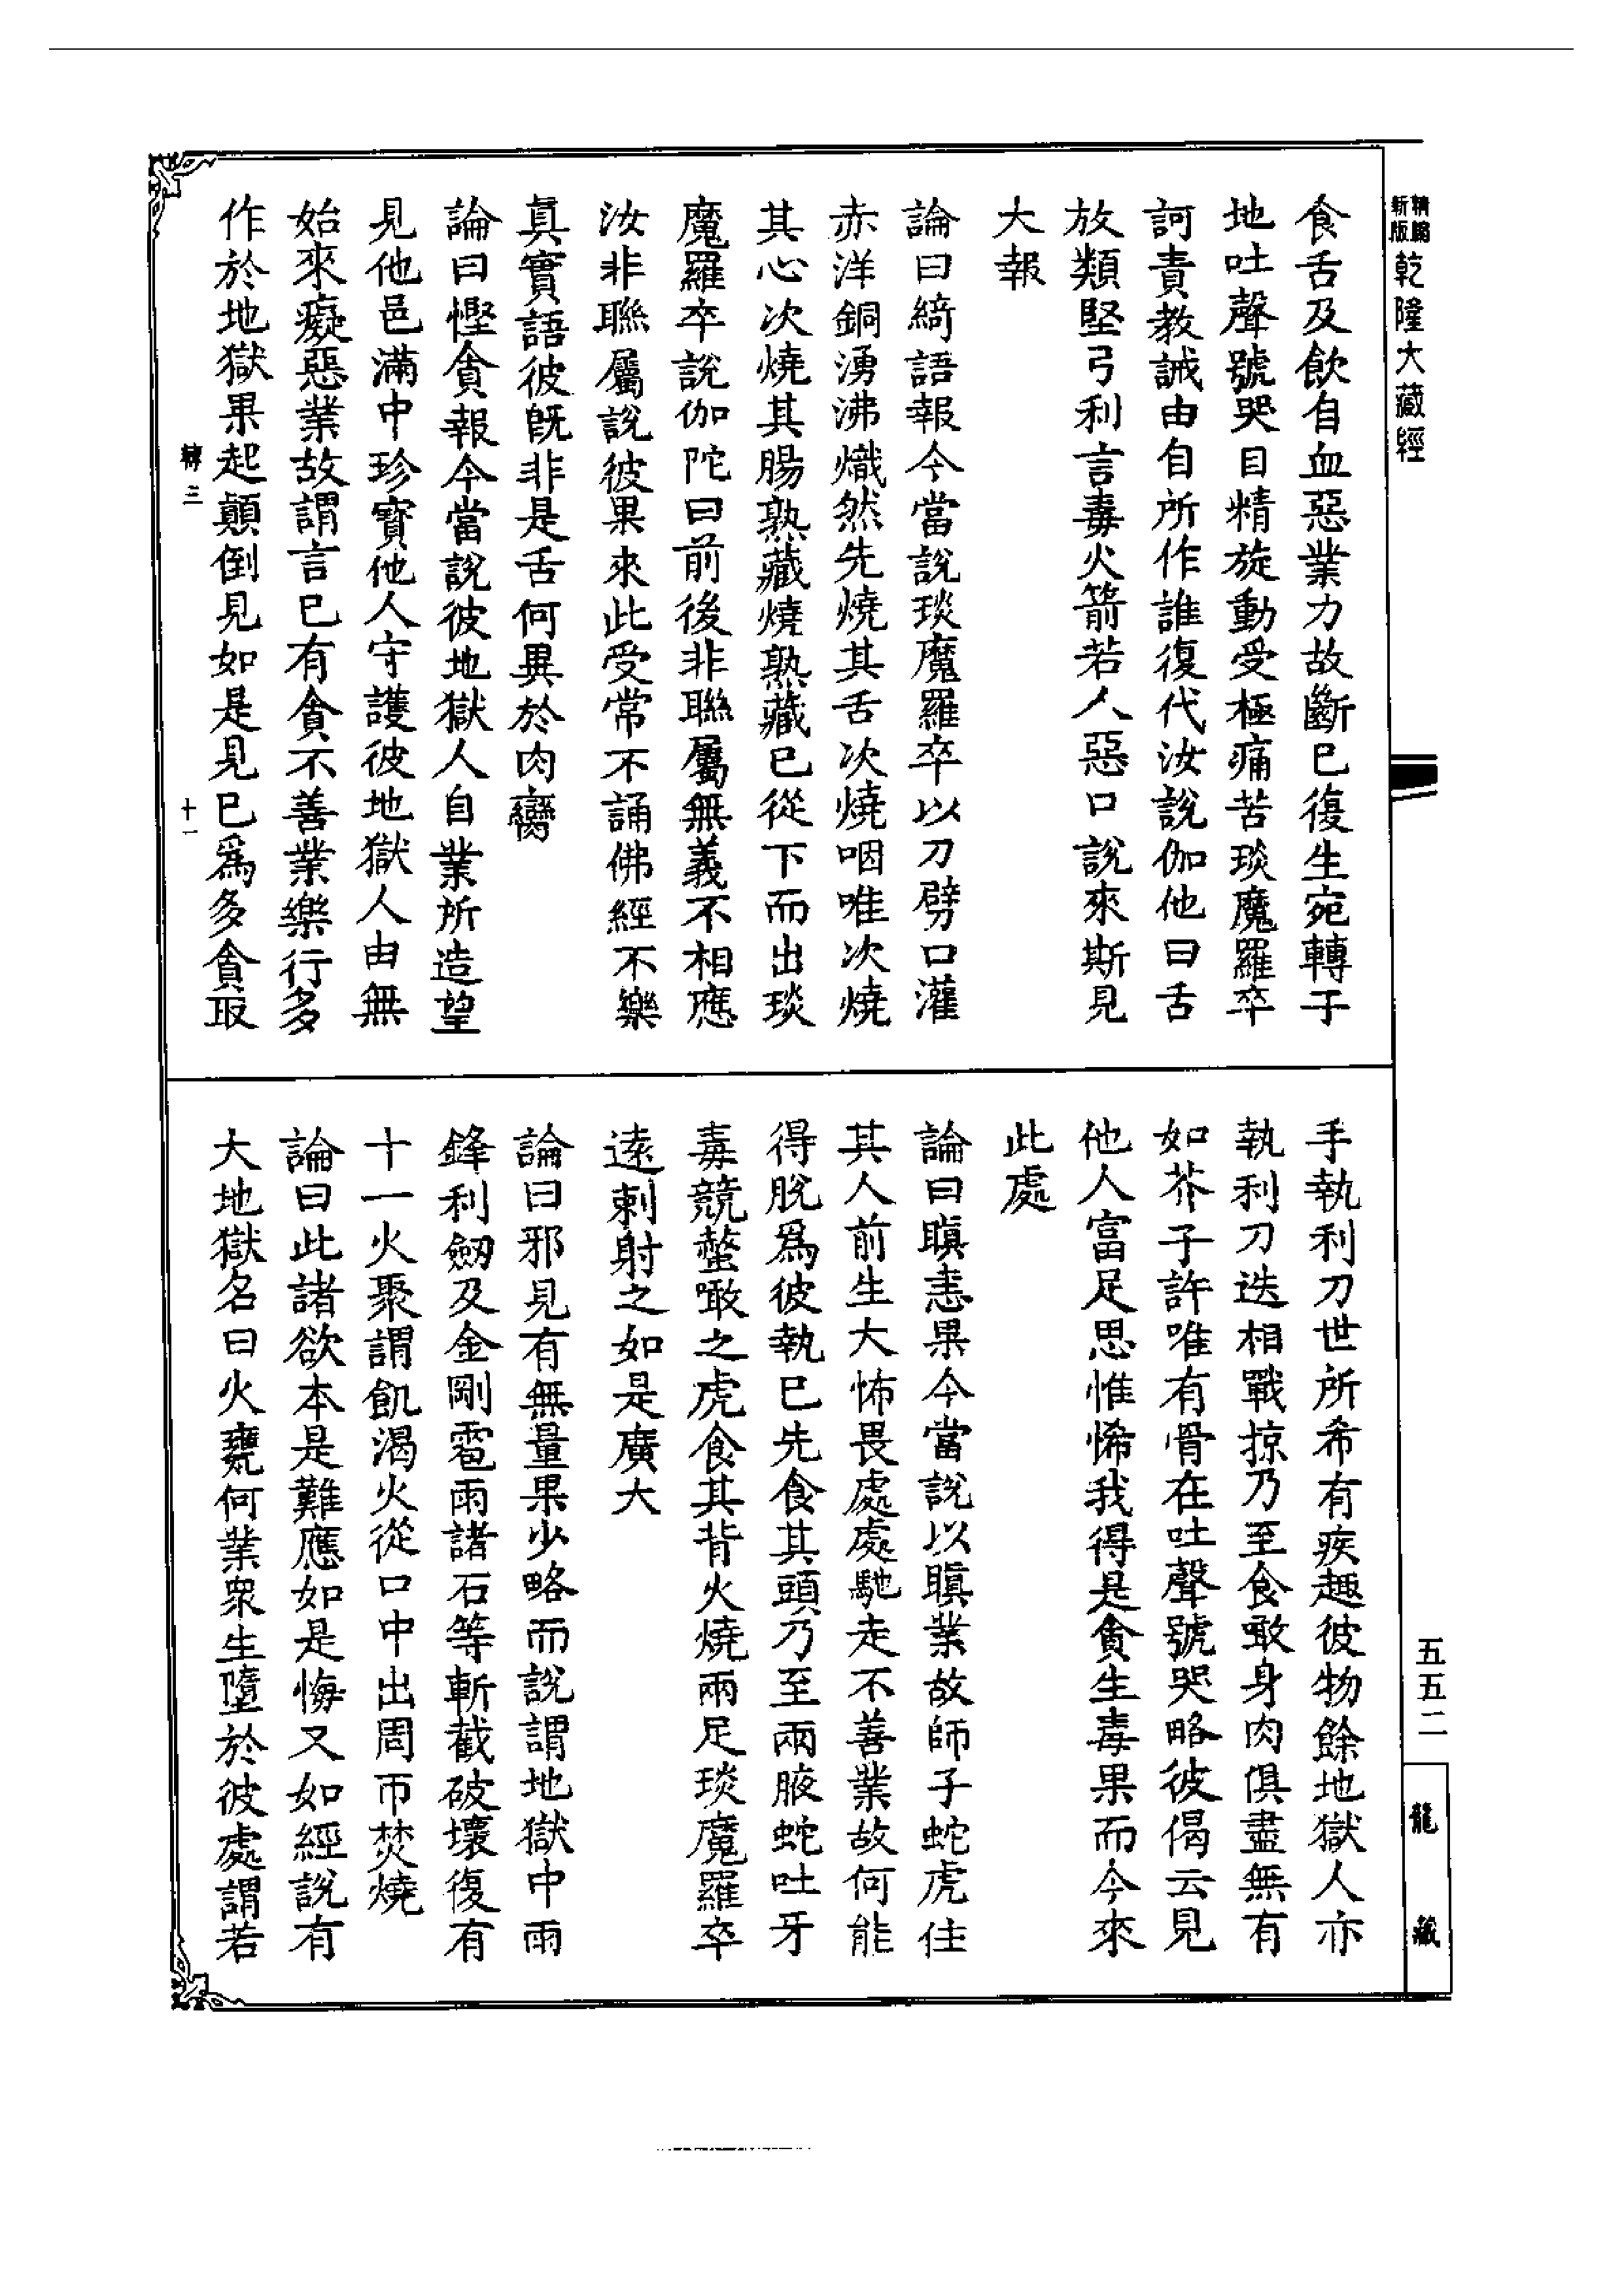 精編
新版
乾隆大藏經
食舌及飲自血惡業力故斷已復生宛轉于
地吐聲號哭目精旋動受極痛苦琰魔羅卒
訶責教誡由自所作誰復代汝說伽他曰舌
放類堅弓利言毒火箭若人惡口說來斯見
大報
論曰綺語報今當說琰魔羅卒以刀劈口灌
赤洋銅湧沸熾然先燒其舌次燒咽喉次燒
其心次燒其腸熟藏燒熟藏已從下而出琰
魔羅卒說伽陀曰前後非聯屬無義不相應
汝非聯屬說彼果來此受常不誦佛經不樂
真實語彼旣非是舌何異於肉臠
論曰慳貪報今當說彼地獄人自業所造望
見他邑滿中珍寶他人守護彼地獄人由無
始來癡惡業故謂言已有貪不善業樂行多
作於地獄果起顛倒見如是見已爲多貪取
轉三
十一
手執利刀世所希有疾趣彼物餘地獄人亦
執利刀迭相戰掠乃至食噉身肉俱盡無有
如芥子許唯有骨在吐聲號哭略彼偈云見
他人富足思惟悕我得是貪生毒果而今來
此處
論曰瞋恚果今當說以瞋業故師子蛇虎住
其人前生大怖畏處處馳走不善業故何能
得脫爲彼執已先食其頭乃至兩腋蛇吐牙
毒競螫噉之虎食其背火燒兩足琰魔羅卒
遠剌射之如是廣大
論曰邪見有無量果少略而說謂地獄中雨
鋒利劒及金剛雹雨諸石等斬截破壞復有
十一火聚謂飢渴火從口中出周帀焚燒
論曰此諸欲本是難應如是悔又如經說有
大地獄名曰火甕何業衆生墮於彼處謂若
五五二
龍藏